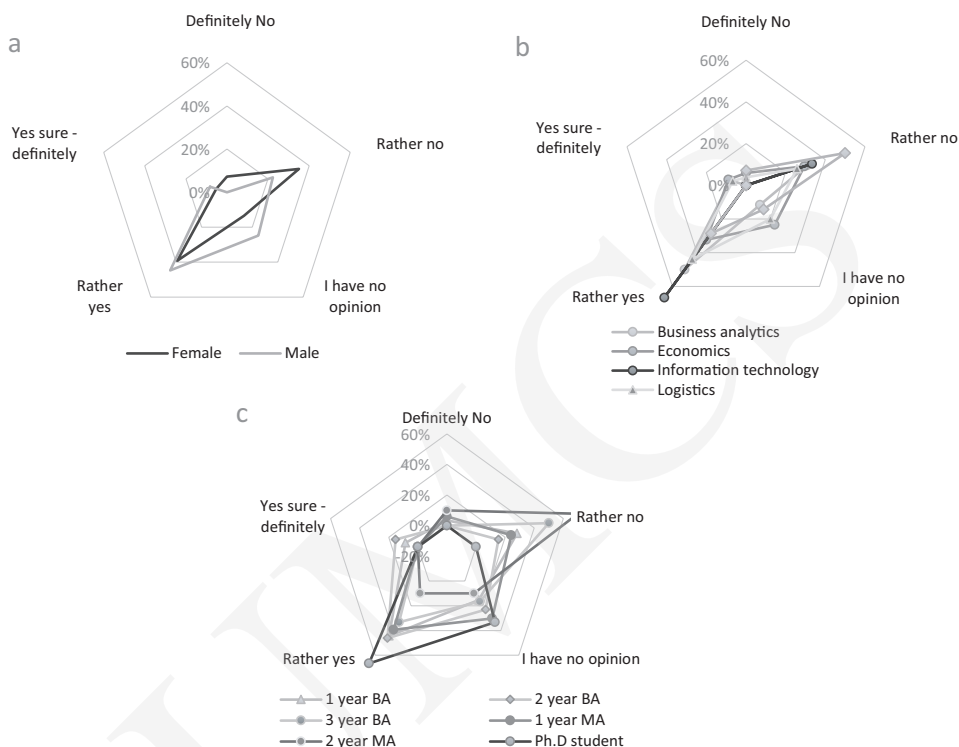 a
Definitely No
60%
40%
20%
0%
Yes sure -
definitely
Rather no
Rather
yes
I have no
opinion
Female
Male
b
Definitely No
60%
40%
20%
0%
Yes sure -
definitely
Rather no
Rather yes
I have no
opinion
Business analytics
Economics
Information technology
Logistics
c
Definitely No
60%
40%
20%
0%
-20%
Yes sure -
definitely
Rather no
Rather yes
I have no opinion
1 year BA
2 year BA
3 year BA
1 year MA
2 year MA
Ph.D student
UMCS